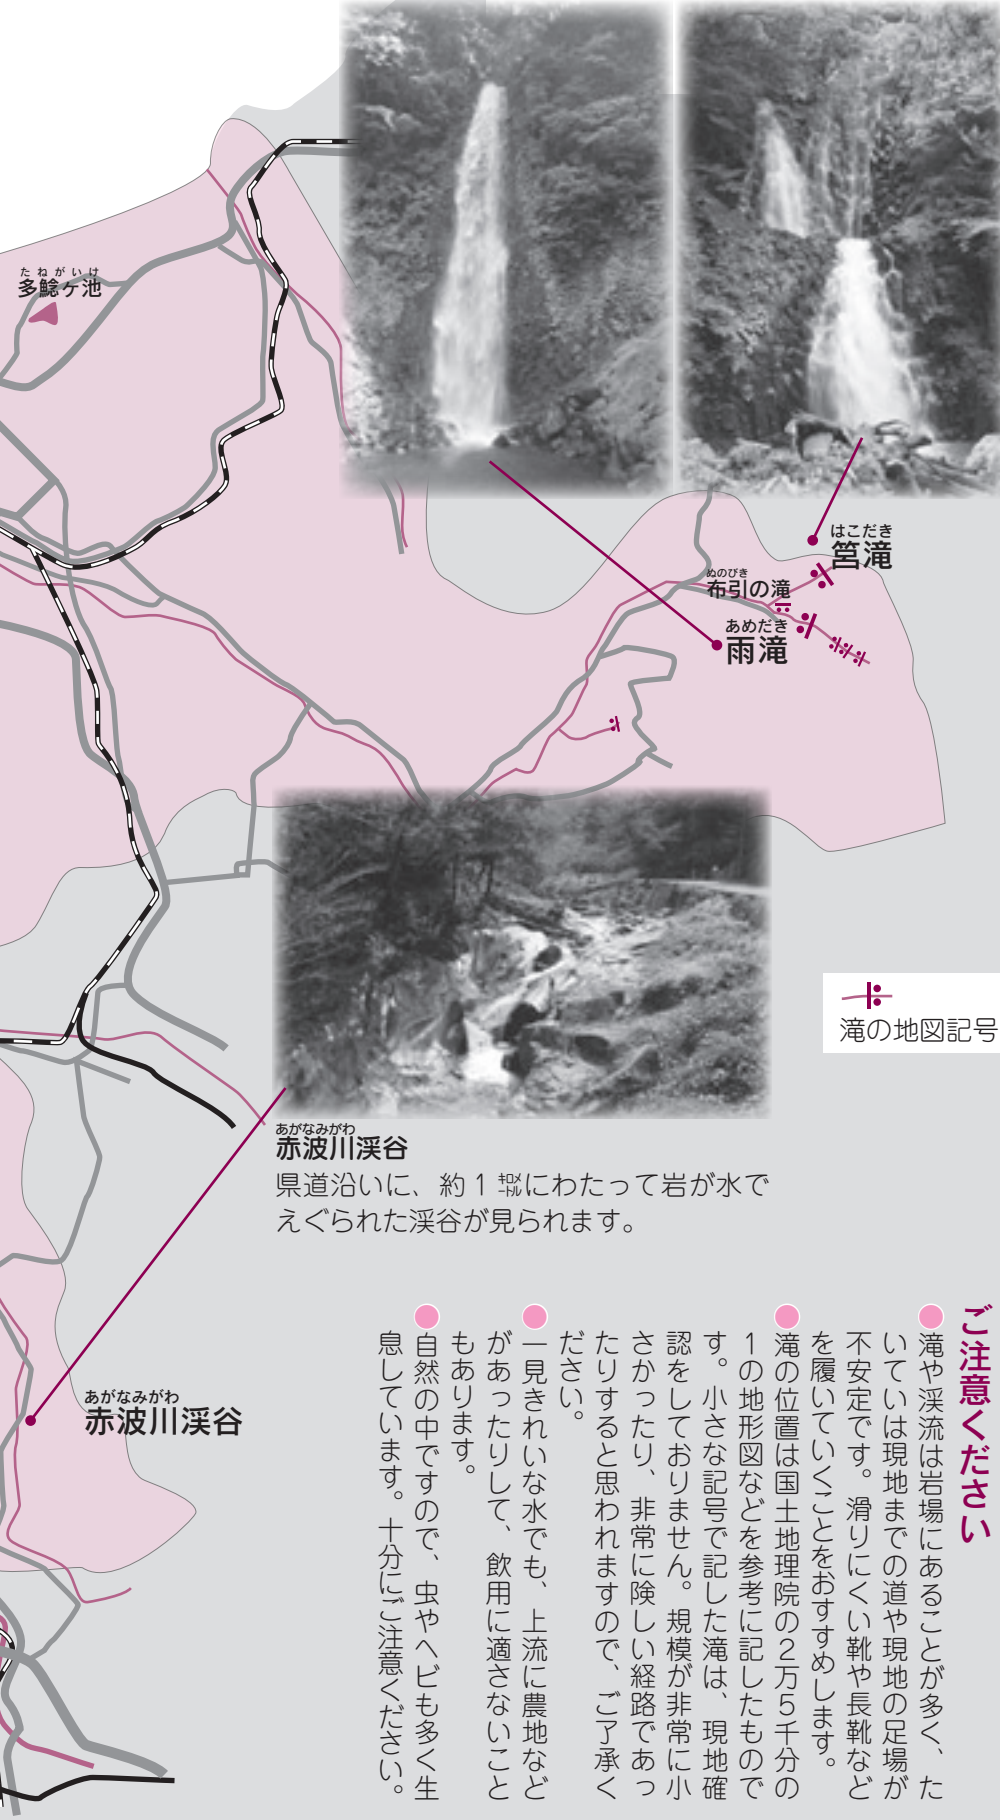 たねがいけ
多鯰ヶ池
はこだき
筥滝
ぬのびき
布引の滝
あめだき
雨滝
滝の地図記号
あがなみがわ
赤波川渓谷
県道沿いに、約１㌖にわたって岩が水で
えぐられた渓谷が見られます。
あがなみがわ
赤波川渓谷
ご注意ください
滝や渓流は岩場にあることが多く、た
いていは現地までの道や現地の足場が
不安定です。滑りにくい靴や長靴など
を履いていくことをおすすめします。
滝の位置は国土地理院の２万５千分の
１の地形図などを参考に記したもので
す。小さな記号で記した滝は、現地確
認をしておりません。規模が非常に小
さかったり、非常に険しい経路であっ
たりすると思われますので、ご了承く
ださい。
一見きれいな水でも、上流に農地など
があったりして、飲用に適さないこと
もあります。
自然の中ですので、虫やヘビも多く生
息しています。十分にご注意ください。